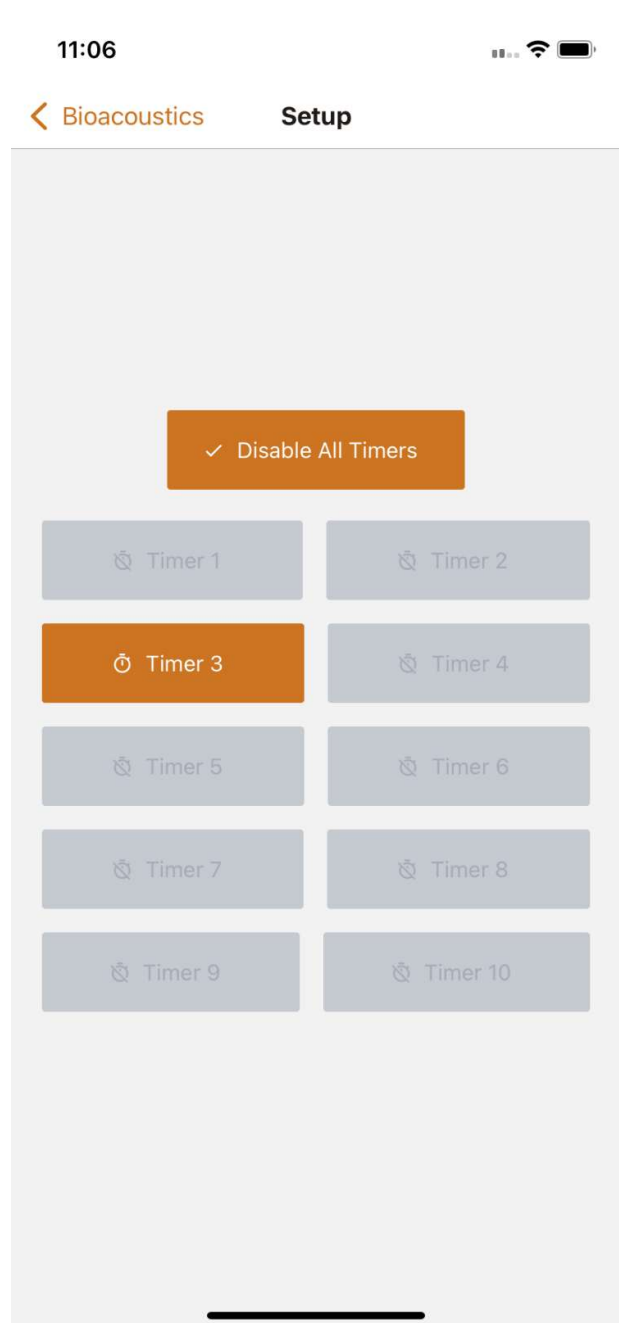 11:06
Bioacoustics Setup
Disable All Timers
Timer 1 Timer 2
Timer 3 Timer 4
Timer 5 Timer 6
Timer 7 Timer 8
Timer 9 Timer 10